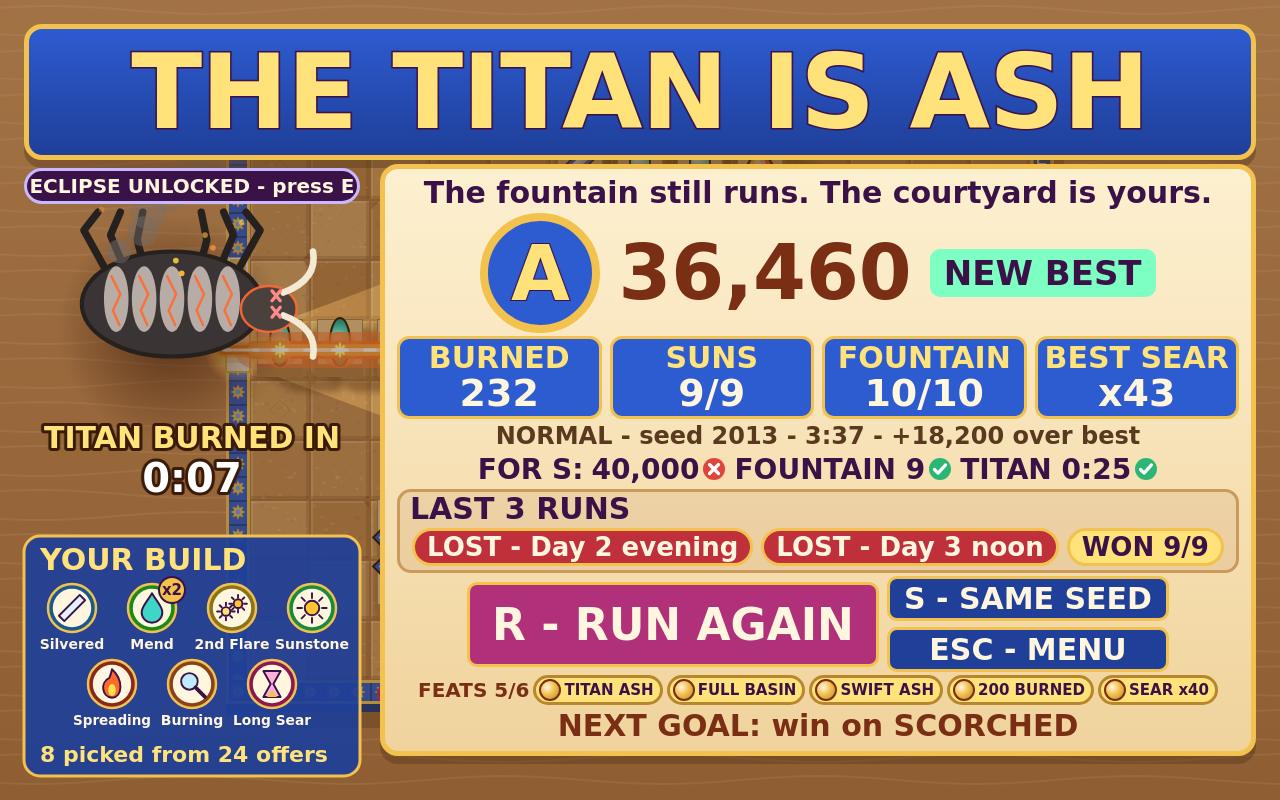 THE TITAN IS ASH
ECLIPSE UNLOCKED - press E
The fountain still runs. The courtyard is yours.
A 36,460 NEW BEST
BURNED SUNS FOUNTAIN BEST SEAR
232 9/9 10/10 x43
NORMAL - seed 2013 - 3:37 - +18,200 over best
FOR S: 40,000 FOUNTAIN 9 TITAN 0:25
TITAN BURNED IN
0:07
LAST 3 RUNS
LOST - Day 2 evening LOST - Day 3 noon WON 9/9
YOUR BUILD
x2
Silvered Mend 2nd Flare Sunstone
Spreading Burning Long Sear
8 picked from 24 offers
R - RUN AGAIN
S - SAME SEED
ESC - MENU
FEATS 5/6 TITAN ASH FULL BASIN SWIFT ASH 200 BURNED SEAR x40
NEXT GOAL: win on SCORCHED